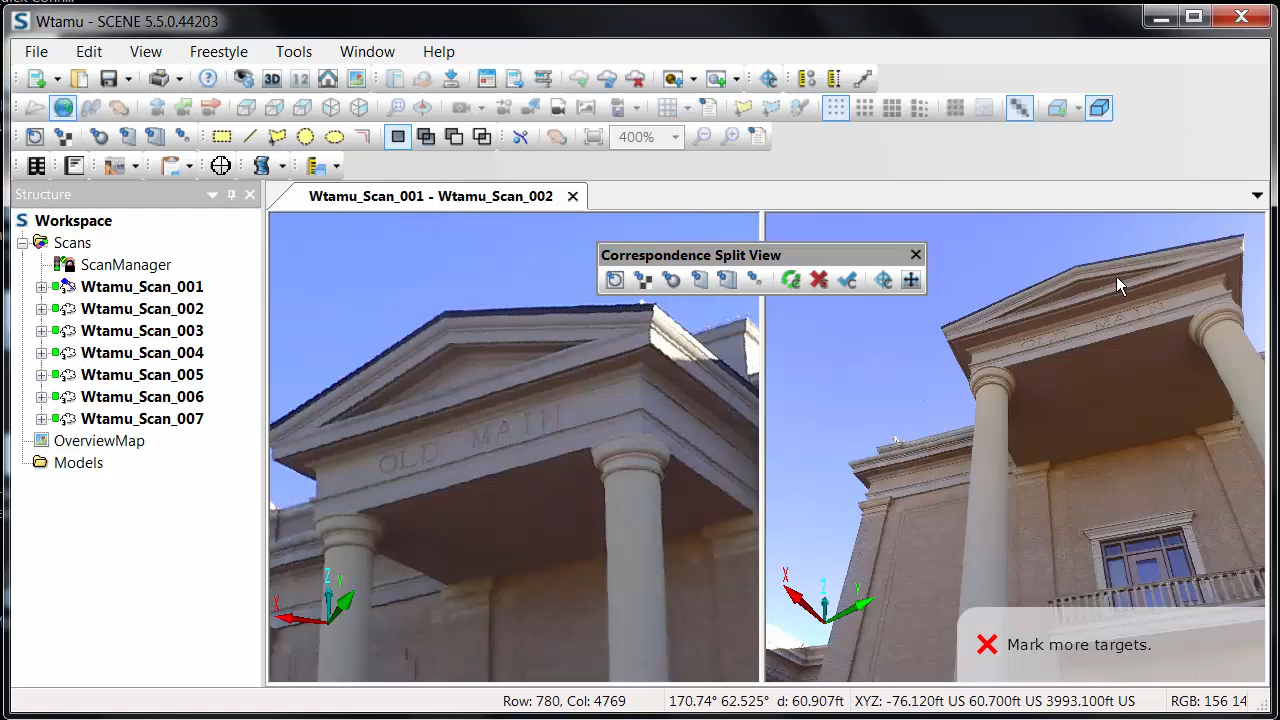 Wtamu - SCENE 5.5.0.44203
File Edit View Freestyle Tools Window Help
3D 12
400%
Structure
Wtamu_Scan_001 - Wtamu_Scan_002
Workspace
Scans
ScanManager
Wtamu_Scan_001
Wtamu_Scan_002
Wtamu_Scan_003
Wtamu_Scan_004
Wtamu_Scan_005
Wtamu_Scan_006
Wtamu_Scan_007
OverviewMap
Models
Correspondence Split View
OLD MAIN
OLD MAIN
X Z Y
X Z Y
Mark more targets.
Row: 780, Col: 4769 170.74° 62.525° d: 60.907ft XYZ: -76.120ft US 60.700ft US 3993.100ft US RGB: 156 14